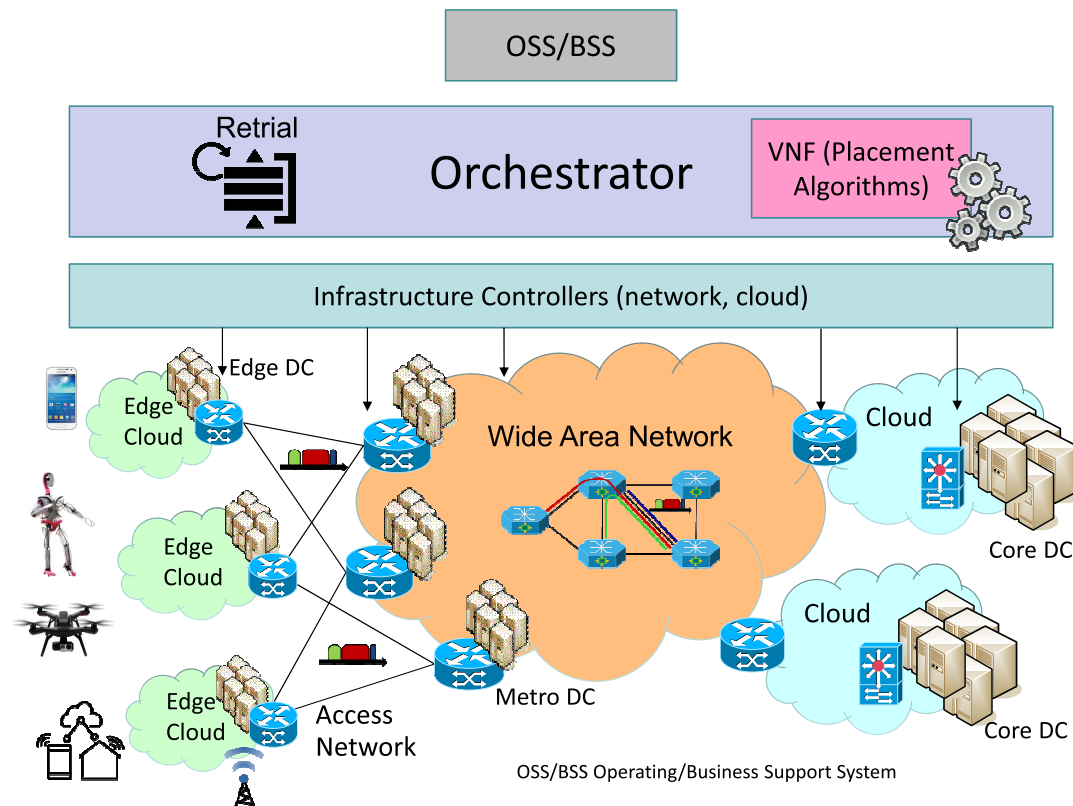 OSS/BSS
Retrial
Orchestrator
VNF (Placement
Algorithms)
Infrastructure Controllers (network, cloud)
Edge DC
Edge
Cloud
Wide Area Network
Cloud
Core DC
Edge
Cloud
Cloud
Edge
Cloud
Metro DC
Access
Network
Core DC
OSS/BSS Operating/Business Support System